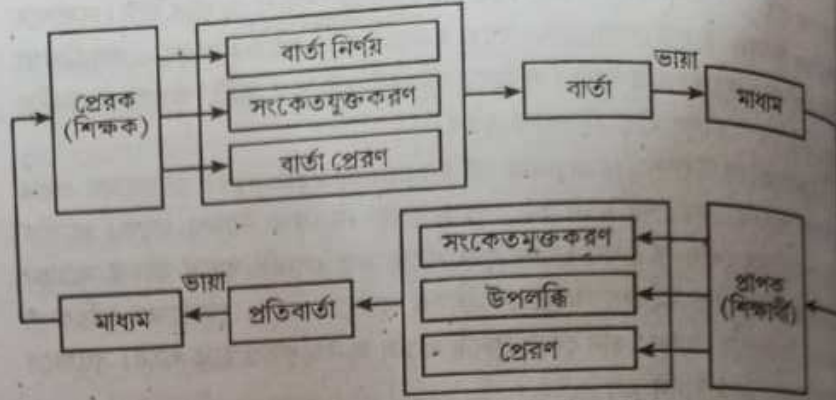 প্রেরক
(শিক্ষক)
বার্তা নির্ণয়
সংকেতযুক্তকরণ
বার্তা প্রেরণ
বার্তা
ভায়া
মাধ্যম
সংকেতমুক্তকরণ
উপলব্ধি
প্রেরণ
প্রাপক
(শিক্ষার্থী)
প্রতিবার্তা
ভায়া
মাধ্যম